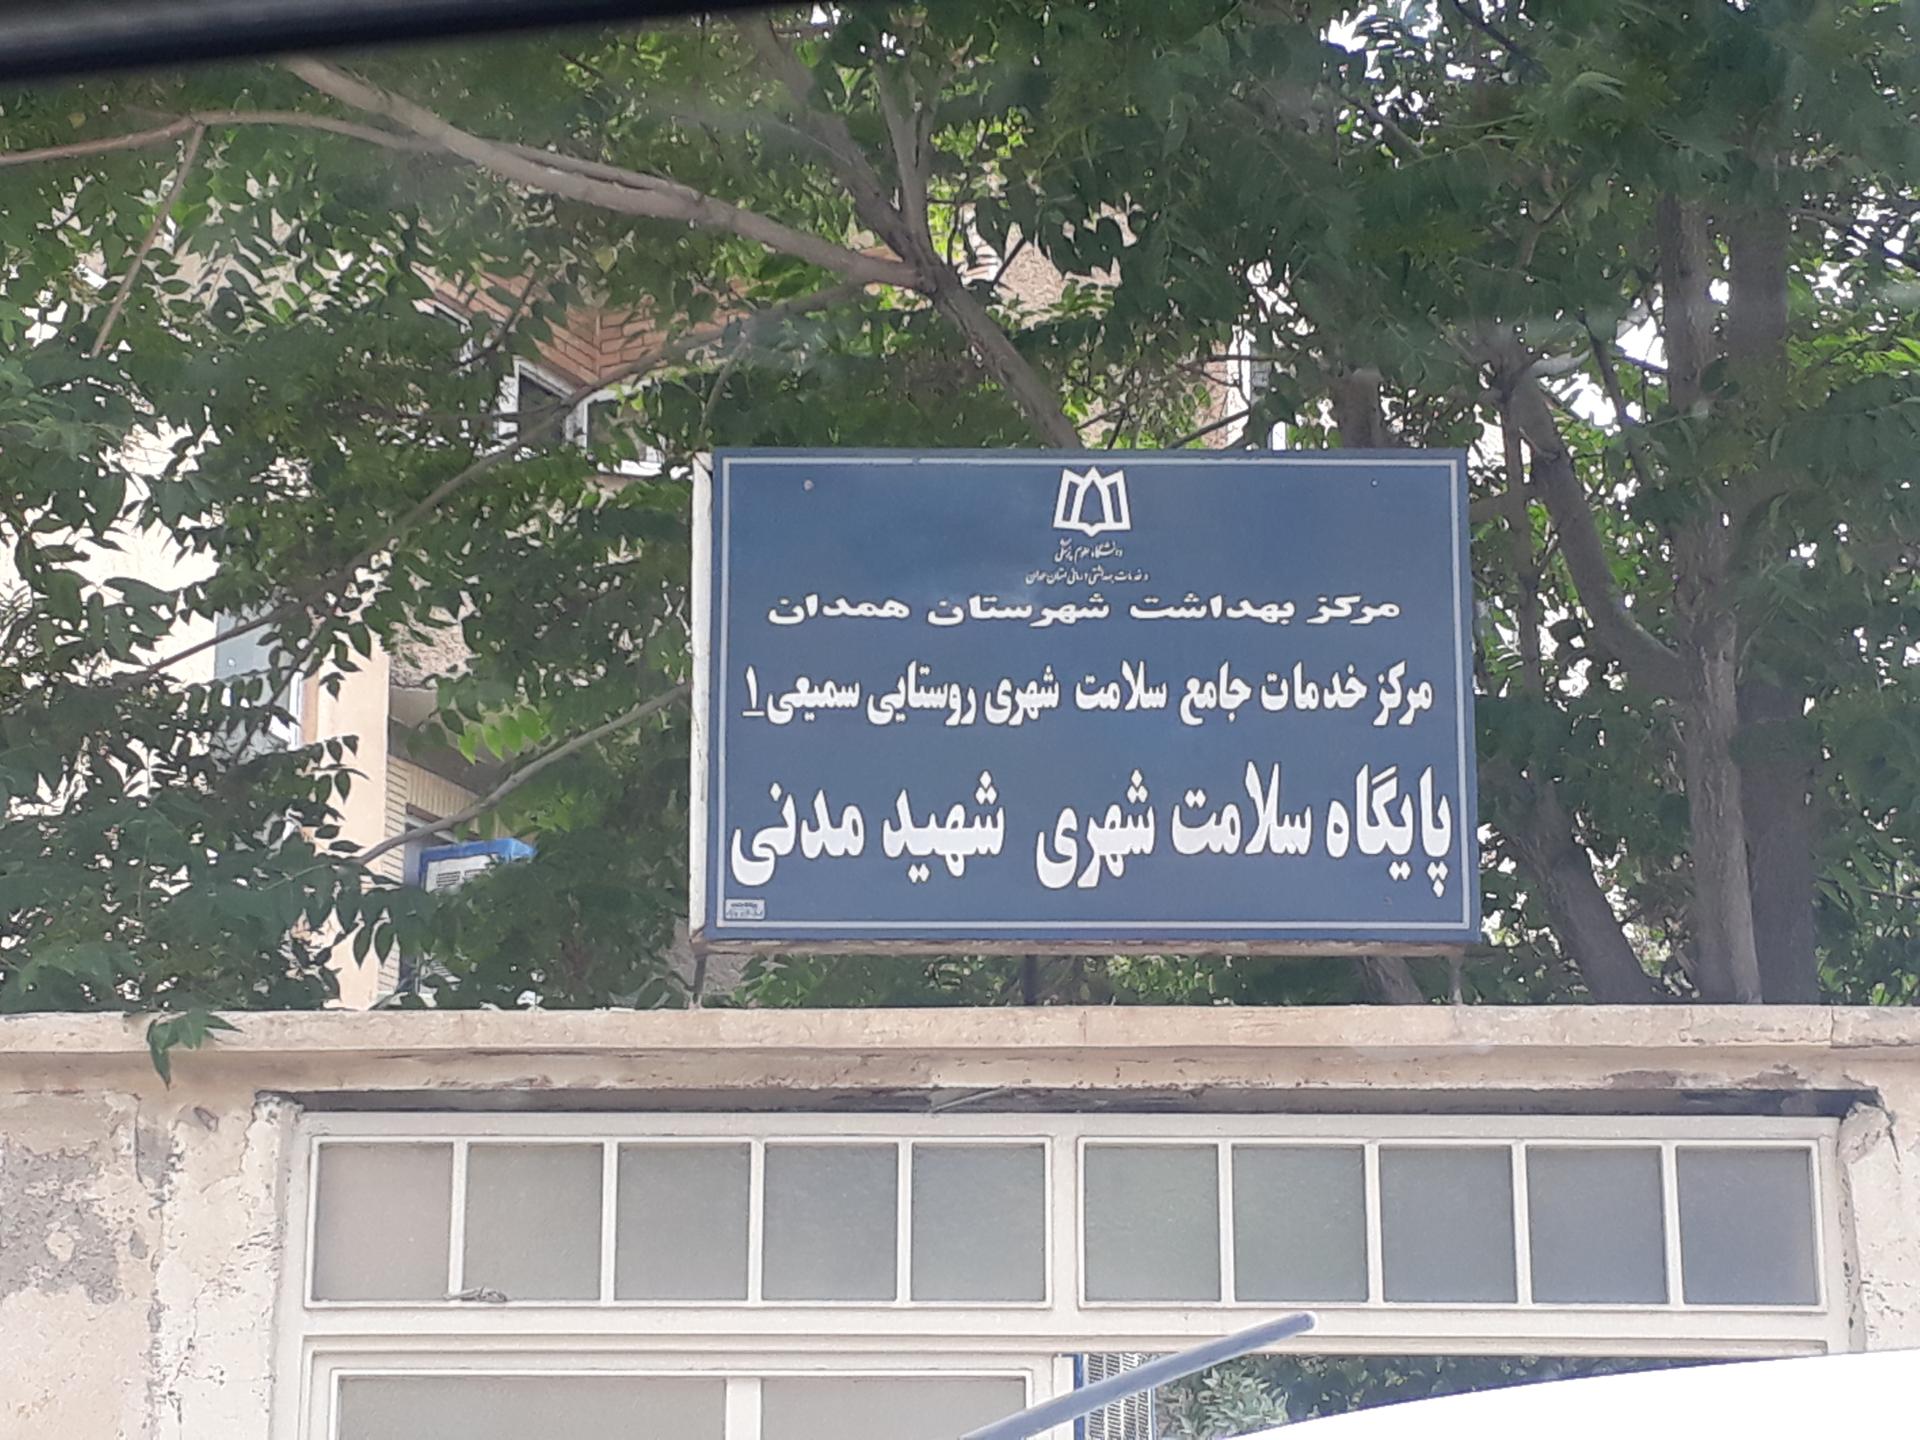 دانشگاه علوم پزشکی
و خدمات بهداشتی درمانی استان همدان
مرکز بهداشت شهرستان همدان
مرکز خدمات جامع سلامت شهری روستایی سمیعی ۱
پایگاه سلامت شهری شهید مدنی